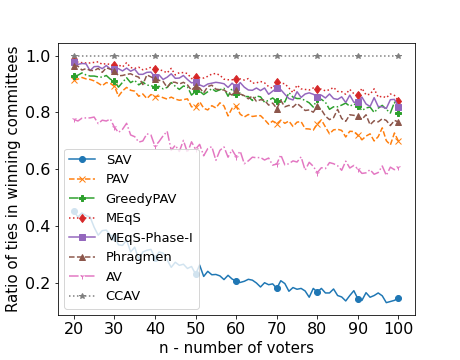 Ratio of ties in winning committees
1.0
0.8
0.6
0.4
0.2
SAV
PAV
GreedyPAV
MEqS
MEqS-Phase-I
Phragmen
AV
CCAV
20 30 40 50 60 70 80 90 100
n - number of voters